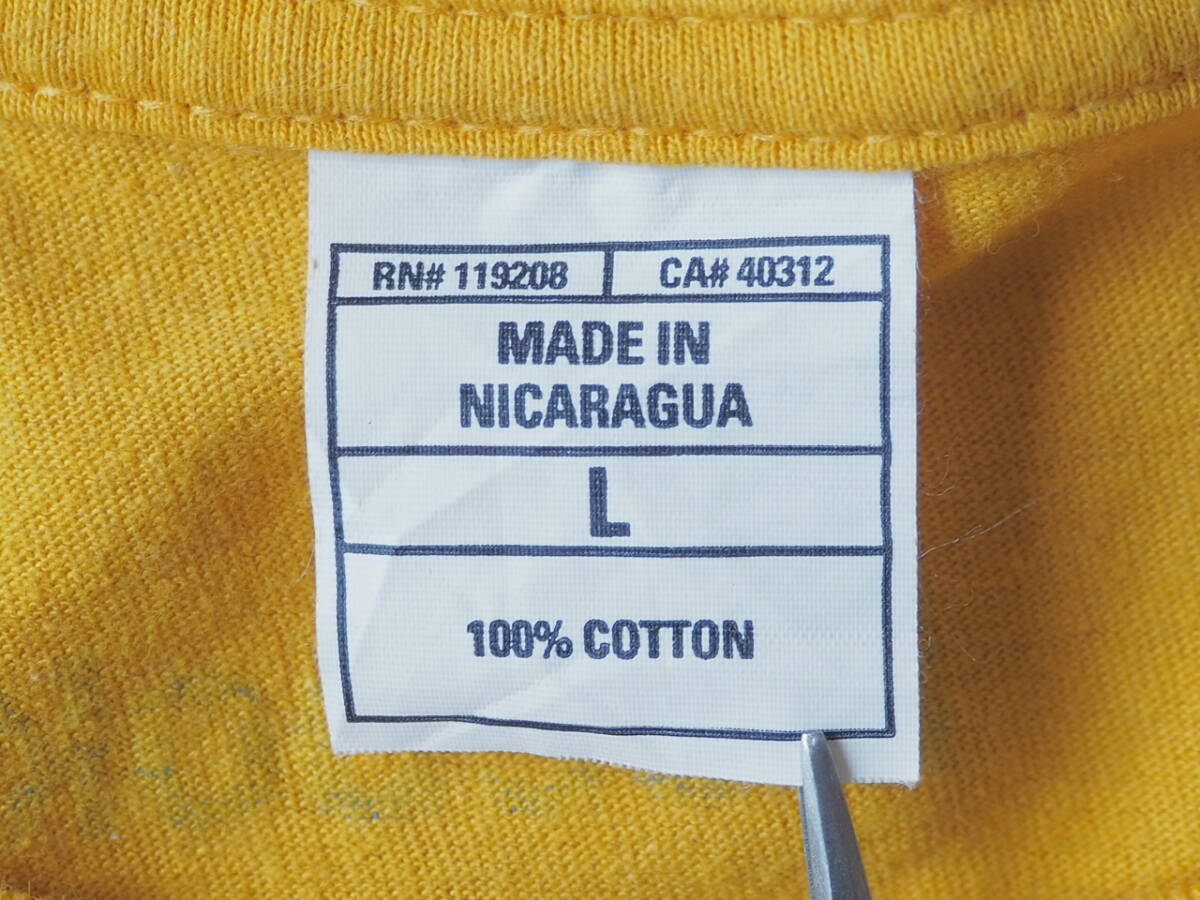 RN# 119208 CA# 40312
MADE IN
NICARAGUA
L
100% COTTON